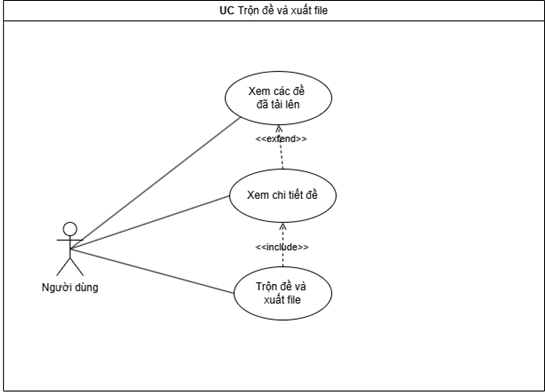 UC Trộn đề và xuất file
Xem các đề
đã tải lên
<<extend>>
Xem chi tiết đề
<<include>>
Trộn đề và
xuất file
Người dùng